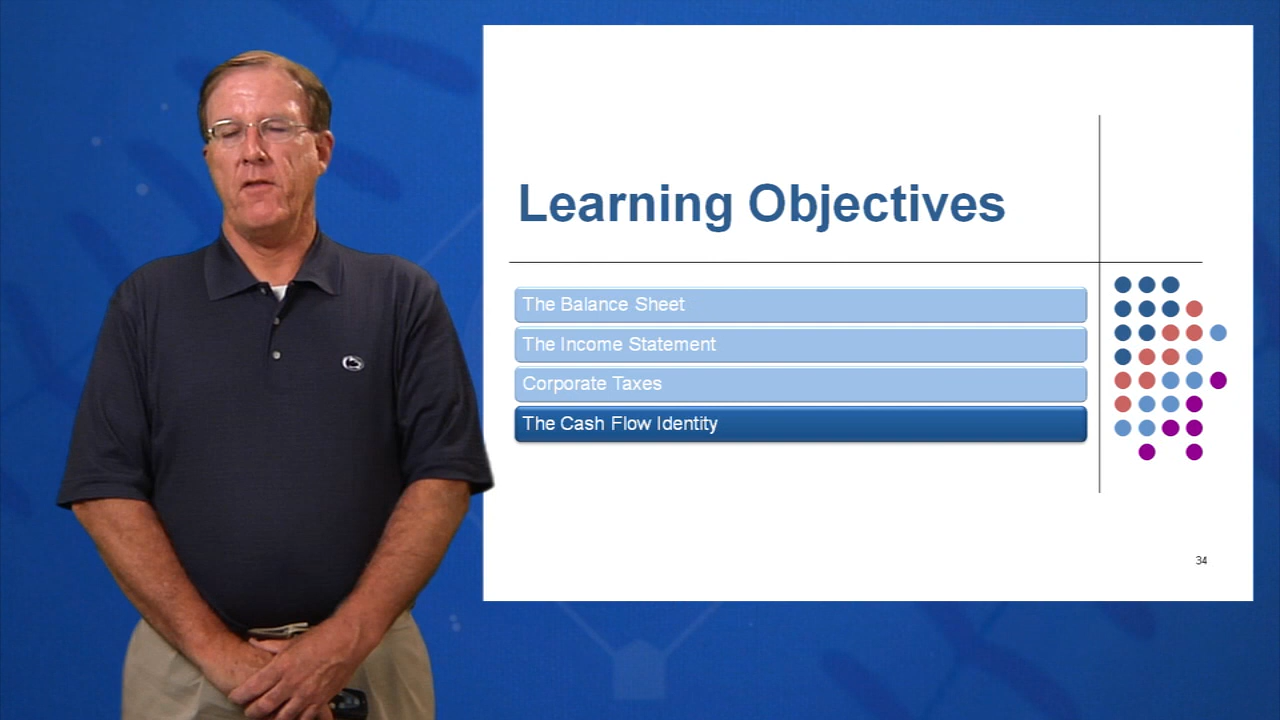 Learning Objectives
The Balance Sheet
The Income Statement
Corporate Taxes
The Cash Flow Identity
34